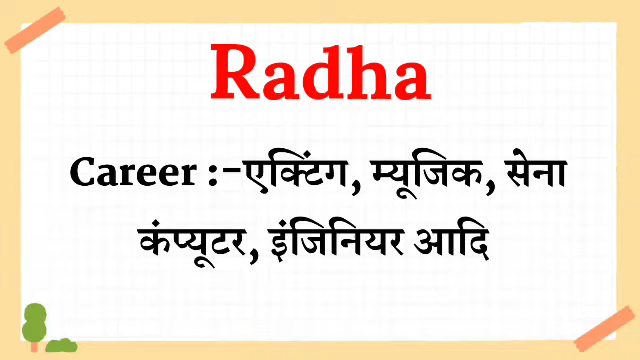 Radha
Career :-एक्टिंग, म्यूजिक, सेना
कंप्यूटर, इंजिनियर आदि